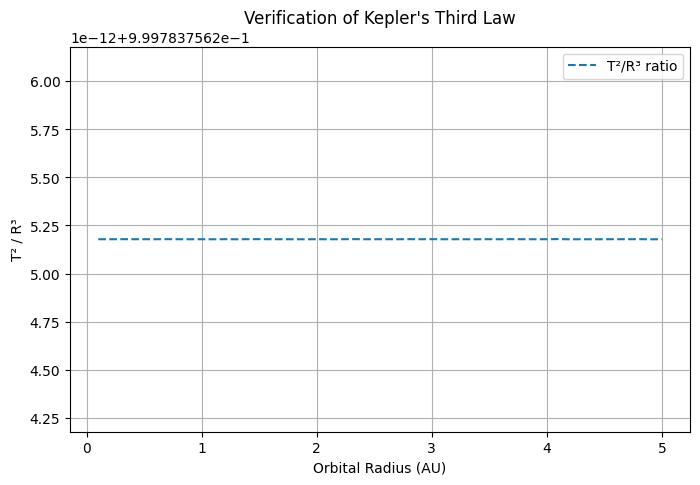 Verification of Kepler's Third Law
1e-12+9.997837562e-1
T²/R³ ratio
6.00
5.75
5.50
5.25
5.00
4.75
4.50
4.25
T² / R³
0 1 2 3 4 5
Orbital Radius (AU)